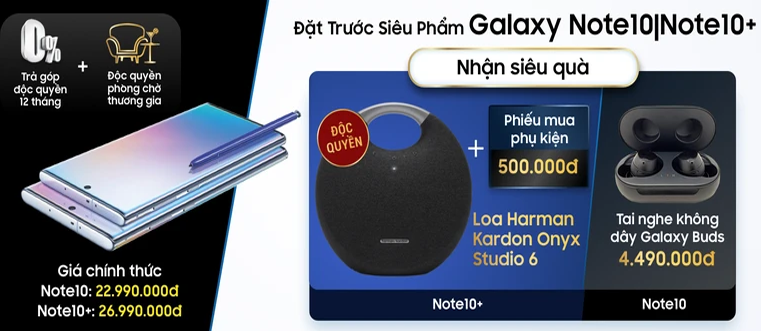 0%
Trả góp
độc quyền
12 tháng
+
Độc quyền
phòng chờ
thương gia
Giá chính thức
Note10: 22.990.000đ
Note10+: 26.990.000đ
Đặt Trước Siêu Phẩm Galaxy Note10|Note10+
Nhận siêu quà
ĐỘC
QUYỀN
+
Phiếu mua
phụ kiện
500.000đ
Loa Harman
Kardon Onyx
Studio 6
Note10+
Tai nghe không
dây Galaxy Buds
4.490.000đ
Note10